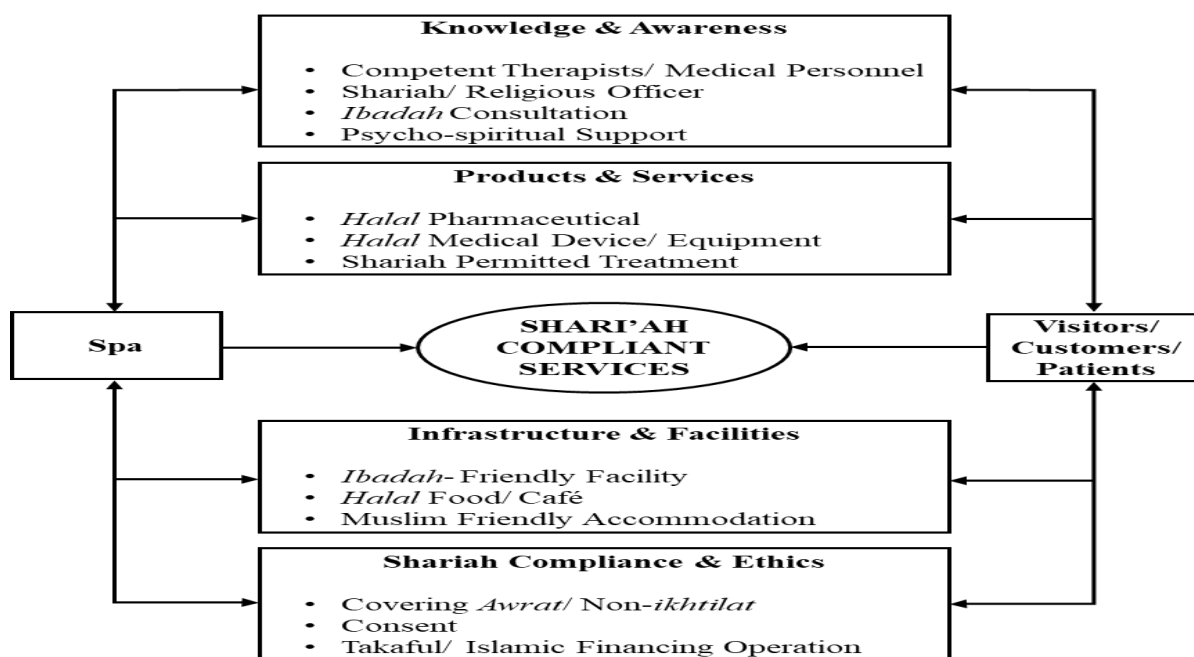 Knowledge & Awareness
• Competent Therapists/ Medical Personnel
• Shariah/ Religious Officer
• Ibadah Consultation
• Psycho-spiritual Support
Products & Services
• Halal Pharmaceutical
• Halal Medical Device/ Equipment
• Shariah Permitted Treatment
Spa
SHARI’AH
COMPLIANT
SERVICES
Visitors/
Customers/
Patients
Infrastructure & Facilities
• Ibadah- Friendly Facility
• Halal Food/ Café
• Muslim Friendly Accommodation
Shariah Compliance & Ethics
• Covering Awrat/ Non-ikhtilat
• Consent
• Takaful/ Islamic Financing Operation